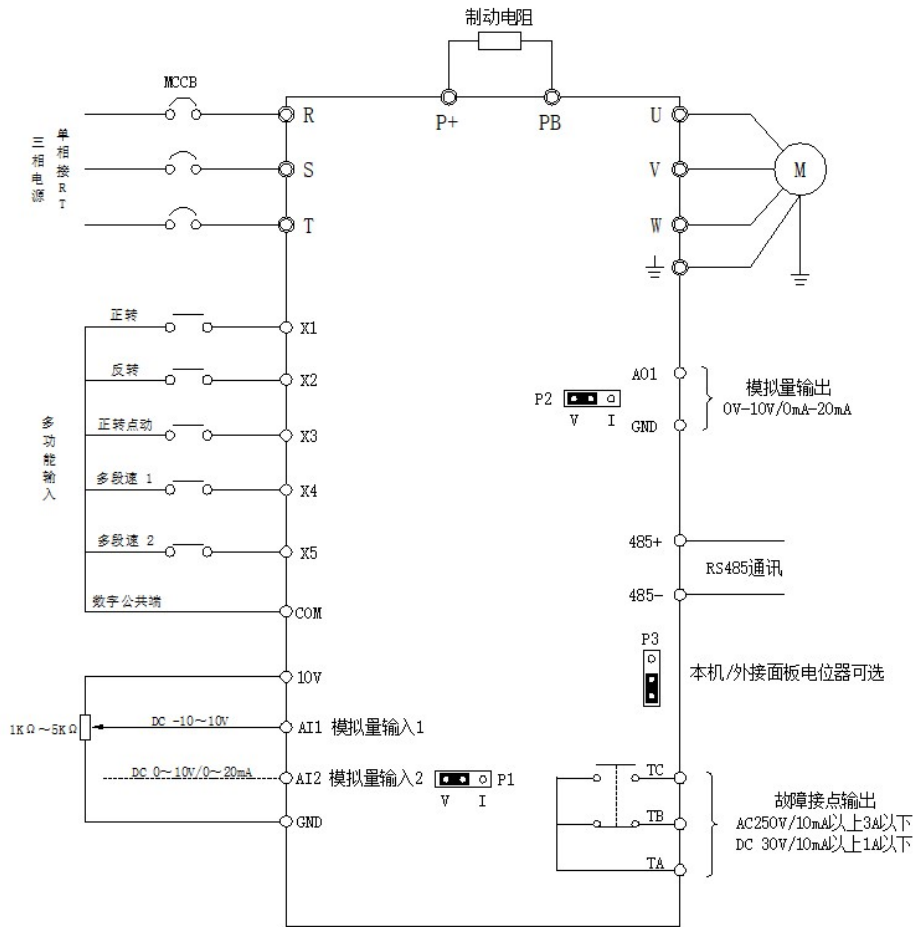 制动电阻
MCCB
P+
PB
R
S
T
三相电源
单相接RT
U
V
W
M
正转
X1
反转
X2
正转点动
X3
多段速 1
X4
多段速 2
X5
数字公共端
COM
多功能输入
AO1
GND
P2
V I
模拟量输出
0V-10V/0mA-20mA
485+
485-
RS485通讯
P3
本机/外接面板电位器可选
10V
1KΩ～5KΩ
DC -10～10V
AI1 模拟量输入1
DC 0～10V/0～20mA
AI2 模拟量输入2
P1
V I
GND
TC
TB
TA
故障接点输出
AC250V/10mA以上3A以下
DC 30V/10mA以上1A以下